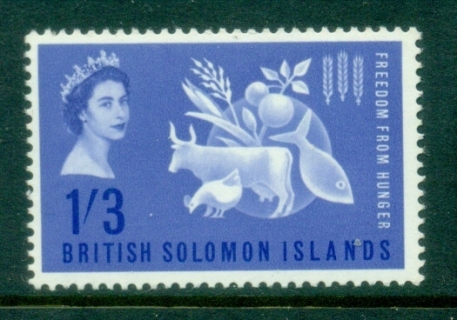 FREEDOM FROM HUNGER
1/3
BRITISH SOLOMON ISLANDS